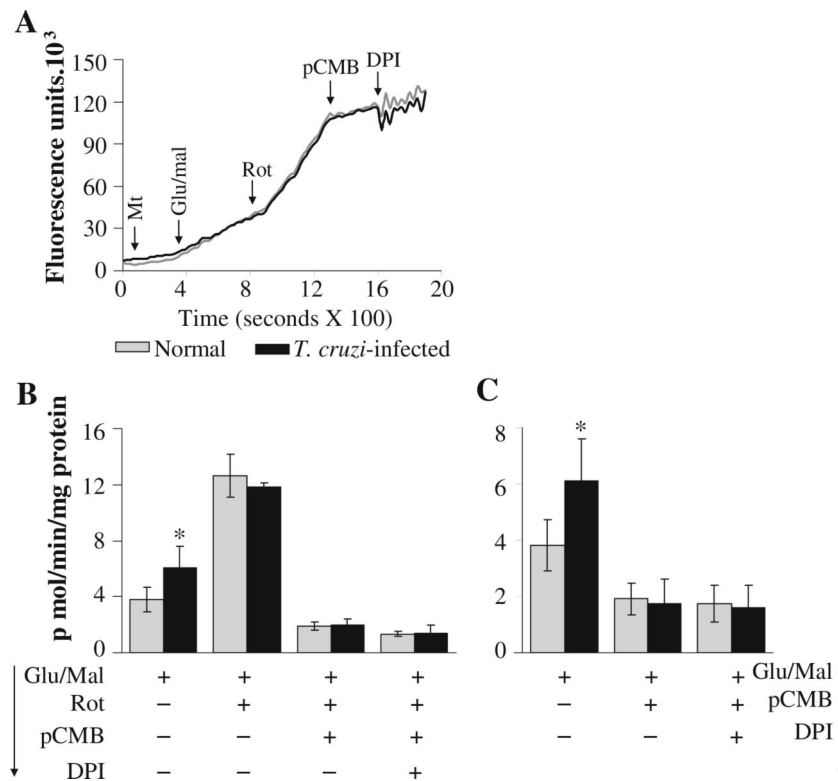 A
Fluorescence units.10³
150
120
90
60
30
0
Mt
Glu/mal
Rot
pCMB
DPI
0 4 8 12 16 20
Time (seconds X 100)
Normal T. cruzi-infected
B
p mol/min/mg protein
16
12
8
4
0
*
Glu/Mal + + + +
Rot − + + +
pCMB − − + +
DPI − − − +
C
8
6
4
2
0
*
+ + + Glu/Mal
− + + pCMB
− − + DPI